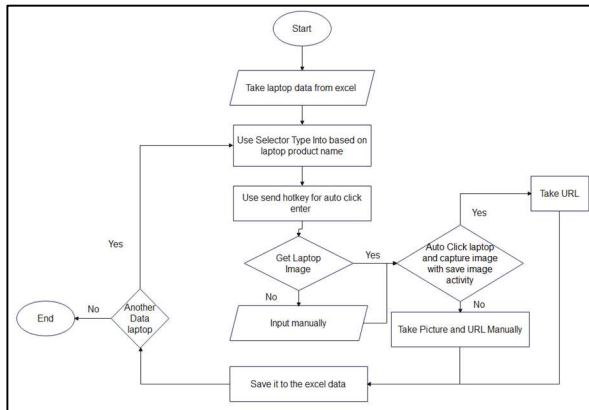 Start
Take laptop data from excel
Use Selector Type Into based on
laptop product name
Use send hotkey for auto click
enter
Take URL
Yes
Yes
Get Laptop
Image
Yes
Auto Click laptop
and capture image
with save image
activity
No
Another
Data
laptop
No
End
No
Input manually
Take Picture and URL Manually
Save it to the excel data